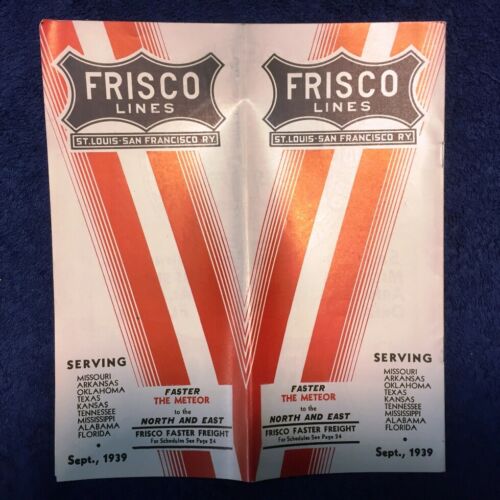 FRISCO
LINES
ST. LOUIS-SAN FRANCISCO RY.
SERVING
MISSOURI
ARKANSAS
OKLAHOMA
TEXAS
KANSAS
TENNESSEE
MISSISSIPPI
ALABAMA
FLORIDA
Sept., 1939
FASTER
THE METEOR
to the
NORTH AND EAST
FRISCO FASTER FREIGHT
For Schedules See Page 34
FRISCO
LINES
ST. LOUIS-SAN FRANCISCO RY.
FASTER
THE METEOR
to the
NORTH AND EAST
FRISCO FASTER FREIGHT
For Schedules See Page 34
SERVING
MISSOURI
ARKANSAS
OKLAHOMA
TEXAS
KANSAS
TENNESSEE
MISSISSIPPI
ALABAMA
FLORIDA
Sept., 1939